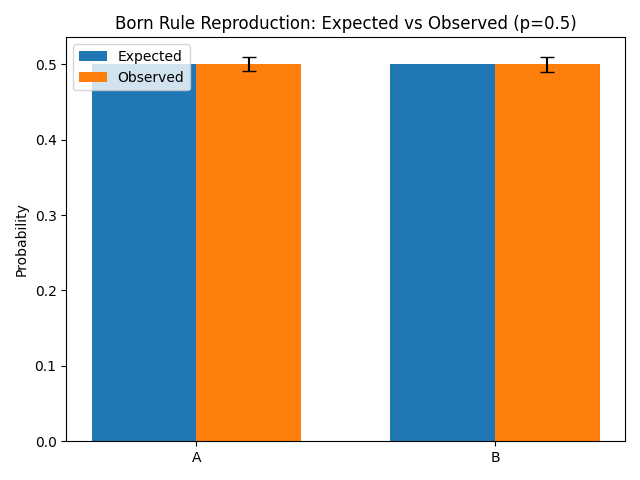 Born Rule Reproduction: Expected vs Observed (p=0.5)
Expected
Observed
Probability
0.5
0.4
0.3
0.2
0.1
0.0
A
B